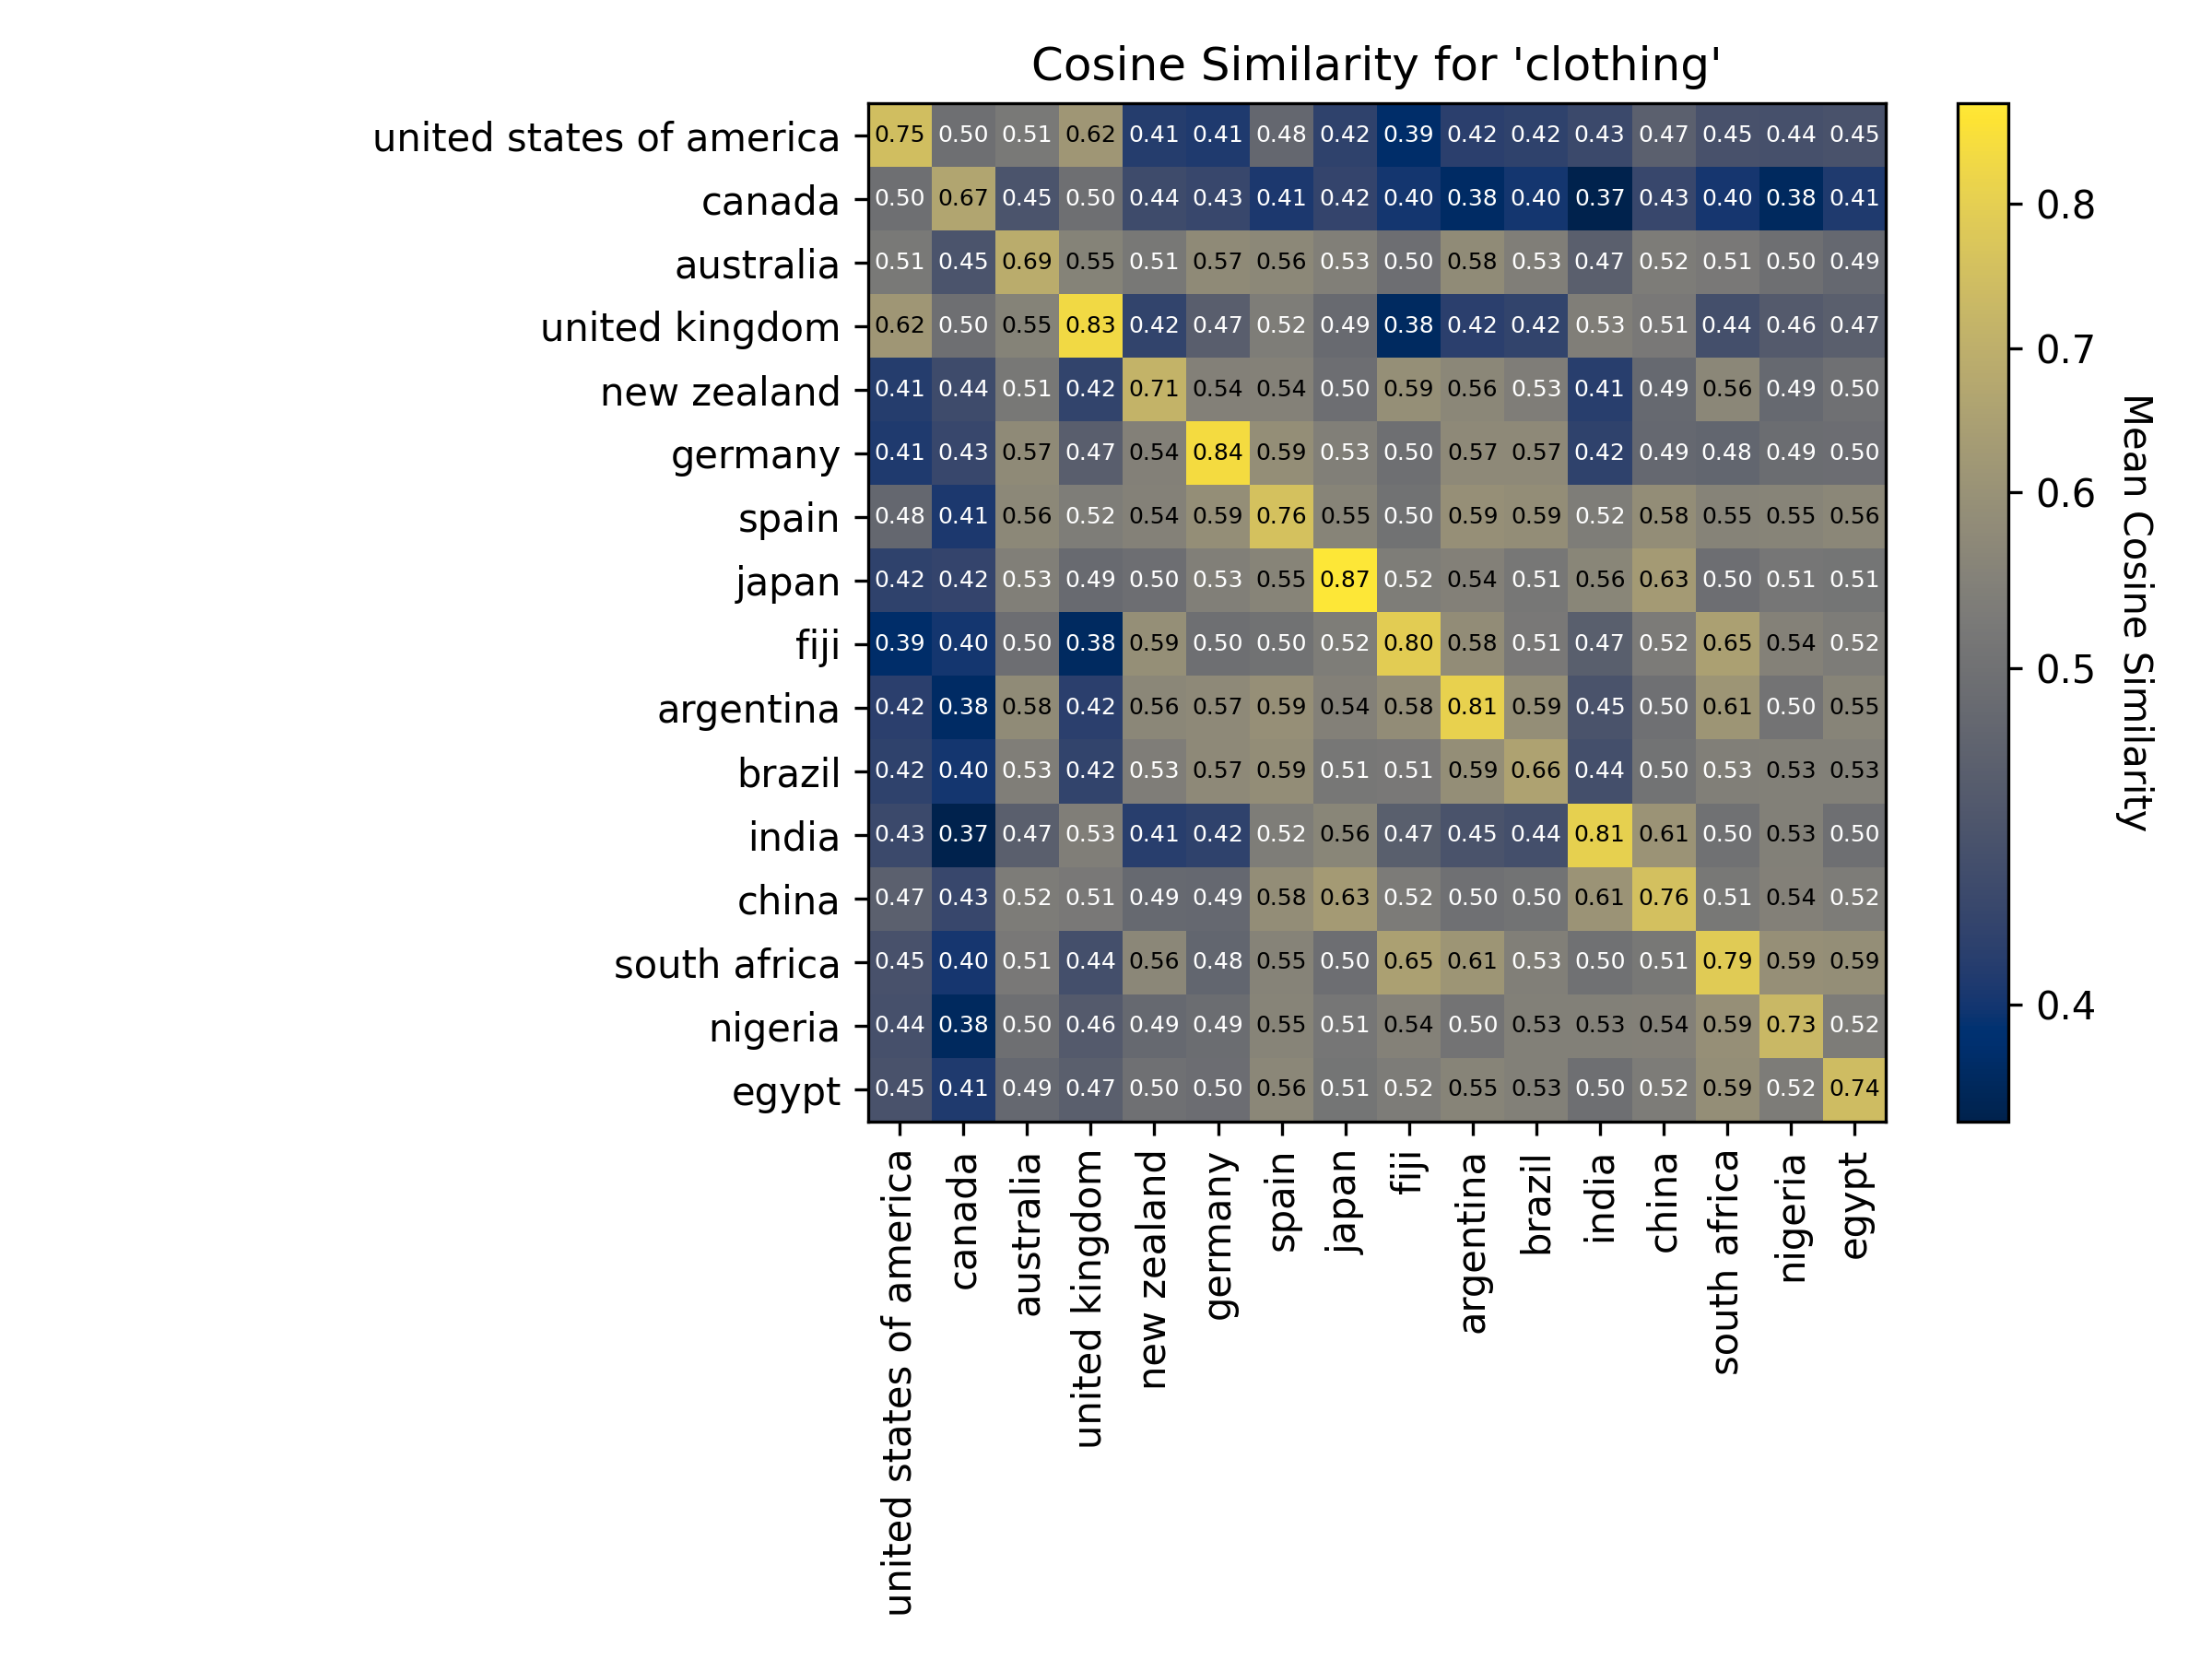 Cosine Similarity for 'clothing'
united states of america 0.75 0.50 0.51 0.62 0.41 0.41 0.48 0.42 0.39 0.42 0.42 0.43 0.47 0.45 0.44 0.45
canada 0.50 0.67 0.45 0.50 0.44 0.43 0.41 0.42 0.40 0.38 0.40 0.37 0.43 0.40 0.38 0.41
australia 0.51 0.45 0.69 0.55 0.51 0.57 0.56 0.53 0.50 0.58 0.53 0.47 0.52 0.51 0.50 0.49
united kingdom 0.62 0.50 0.55 0.83 0.42 0.47 0.52 0.49 0.38 0.42 0.42 0.53 0.51 0.44 0.46 0.47
new zealand 0.41 0.44 0.51 0.42 0.71 0.54 0.54 0.50 0.59 0.56 0.53 0.41 0.49 0.56 0.49 0.50
germany 0.41 0.43 0.57 0.47 0.54 0.84 0.59 0.53 0.50 0.57 0.57 0.42 0.49 0.48 0.49 0.50
spain 0.48 0.41 0.56 0.52 0.54 0.59 0.76 0.55 0.50 0.59 0.59 0.52 0.58 0.55 0.55 0.56
japan 0.42 0.42 0.53 0.49 0.50 0.53 0.55 0.87 0.52 0.54 0.51 0.56 0.63 0.50 0.51 0.51
fiji 0.39 0.40 0.50 0.38 0.59 0.50 0.50 0.52 0.80 0.58 0.51 0.47 0.52 0.65 0.54 0.52
argentina 0.42 0.38 0.58 0.42 0.56 0.57 0.59 0.54 0.58 0.81 0.59 0.45 0.50 0.61 0.50 0.55
brazil 0.42 0.40 0.53 0.42 0.53 0.57 0.59 0.51 0.51 0.59 0.66 0.44 0.50 0.53 0.53 0.53
india 0.43 0.37 0.47 0.53 0.41 0.42 0.52 0.56 0.47 0.45 0.44 0.81 0.61 0.50 0.53 0.50
china 0.47 0.43 0.52 0.51 0.49 0.49 0.58 0.63 0.52 0.50 0.50 0.61 0.76 0.51 0.54 0.52
south africa 0.45 0.40 0.51 0.44 0.56 0.48 0.55 0.50 0.65 0.61 0.53 0.50 0.51 0.79 0.59 0.59
nigeria 0.44 0.38 0.50 0.46 0.49 0.49 0.55 0.51 0.54 0.50 0.53 0.53 0.54 0.59 0.73 0.52
egypt 0.45 0.41 0.49 0.47 0.50 0.50 0.56 0.51 0.52 0.55 0.53 0.50 0.52 0.59 0.52 0.74
united states of america
canada
australia
united kingdom
new zealand
germany
spain
japan
fiji
argentina
brazil
india
china
south africa
nigeria
egypt
0.8
0.7
0.6
0.5
0.4
Mean Cosine Similarity